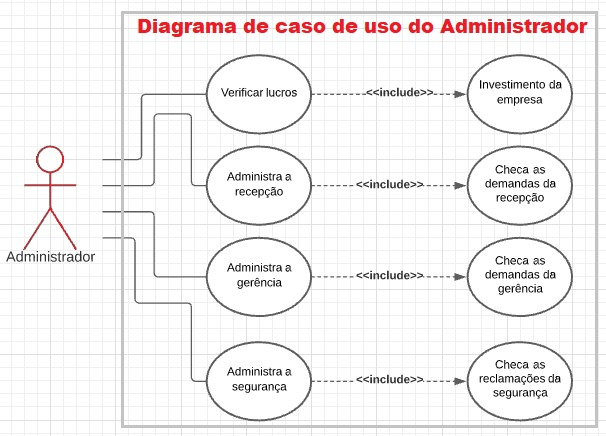 Diagrama de caso de uso do Administrador
Verificar lucros
<<include>>
Investimento da
empresa
Administra a
recepção
<<include>>
Checa as
demandas da
recepção
Administrador
Administra a
gerência
<<include>>
Checa as
demandas da
gerência
Administra a
segurança
<<include>>
Checa as
reclamações da
segurança